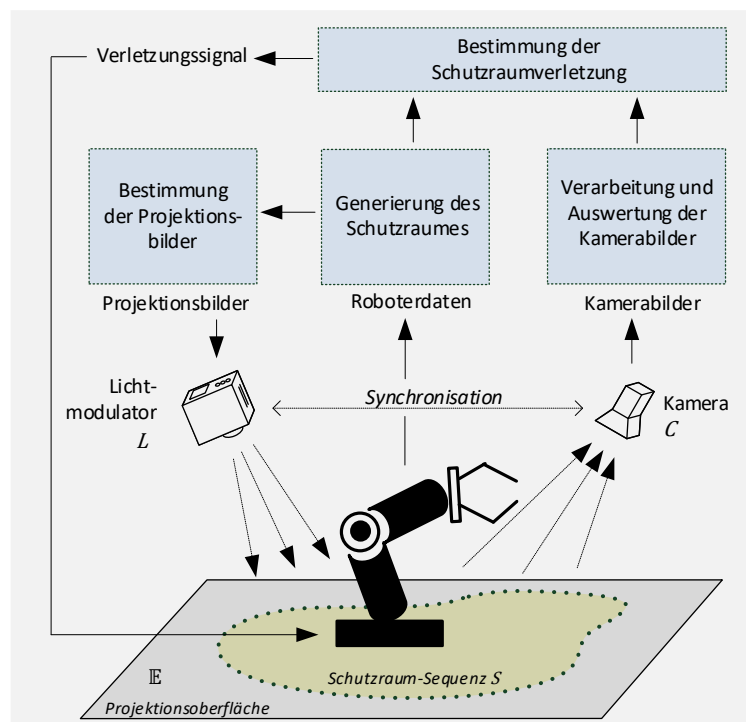 Bestimmung der
Schutzraumverletzung
Verletzungssignal
Bestimmung
der Projektions-
bilder
Generierung des
Schutzraumes
Verarbeitung und
Auswertung der
Kamerabilder
Projektionsbilder
Roboterdaten
Kamerabilder
Licht-
modulator
L
Synchronisation
Kamera
C
𝔼
Schutzraum-Sequenz S
Projektionsoberfläche